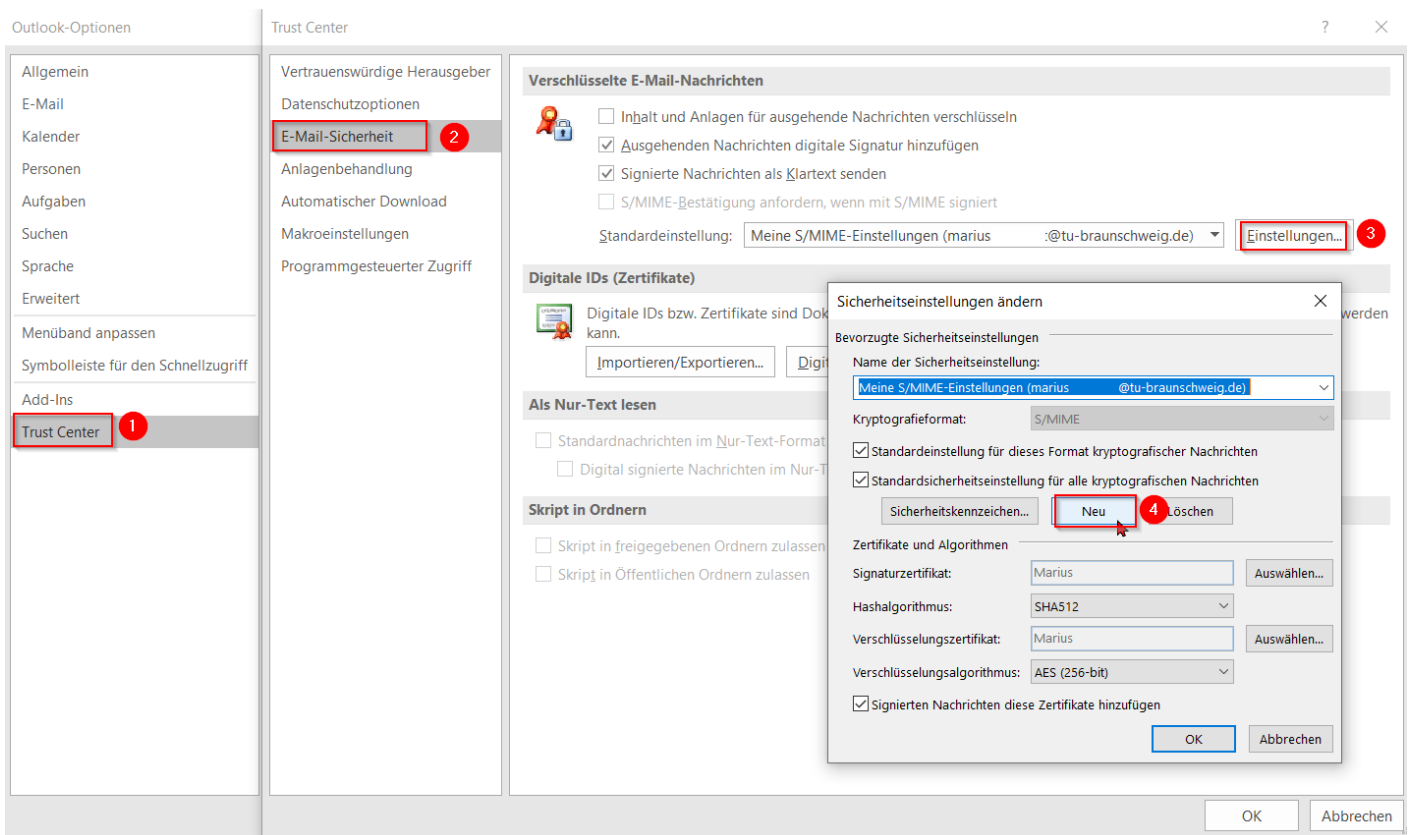 Outlook-Optionen
Allgemein
E-Mail
Kalender
Personen
Aufgaben
Suchen
Sprache
Erweitert
Menüband anpassen
Symbolleiste für den Schnellzugriff
Add-Ins
Trust Center 1
Trust Center ?
Vertrauenswürdige Herausgeber
Datenschutzoptionen
E-Mail-Sicherheit 2
Anlagenbehandlung
Automatischer Download
Makroeinstellungen
Programmgesteuerter Zugriff
Verschlüsselte E-Mail-Nachrichten
Inhalt und Anlagen für ausgehende Nachrichten verschlüsseln
Ausgehenden Nachrichten digitale Signatur hinzufügen
Signierte Nachrichten als Klartext senden
S/MIME-Bestätigung anfordern, wenn mit S/MIME signiert
Standardeinstellung: Meine S/MIME-Einstellungen (marius :@tu-braunschweig.de) Einstellungen... 3
Digitale IDs (Zertifikate)
Digitale IDs bzw. Zertifikate sind Dok werden
kann.
Importieren/Exportieren... Digit
Als Nur-Text lesen
Standardnachrichten im Nur-Text-Format
Digital signierte Nachrichten im Nur-T
Skript in Ordnern
Skript in freigegebenen Ordnern zulassen
Skript in Öffentlichen Ordnern zulassen
Sicherheitseinstellungen ändern
Bevorzugte Sicherheitseinstellungen
Name der Sicherheitseinstellung:
Meine S/MIME-Einstellungen (marius @tu-braunschweig.de)
Kryptografieformat: S/MIME
Standardeinstellung für dieses Format kryptografischer Nachrichten
Standardsicherheitseinstellung für alle kryptografischen Nachrichten
Sicherheitskennzeichen... Neu 4 Löschen
Zertifikate und Algorithmen
Signaturzertifikat: Marius Auswählen...
Hashalgorithmus: SHA512
Verschlüsselungszertifikat: Marius Auswählen...
Verschlüsselungsalgorithmus: AES (256-bit)
Signierten Nachrichten diese Zertifikate hinzufügen
OK Abbrechen
OK Abbrechen